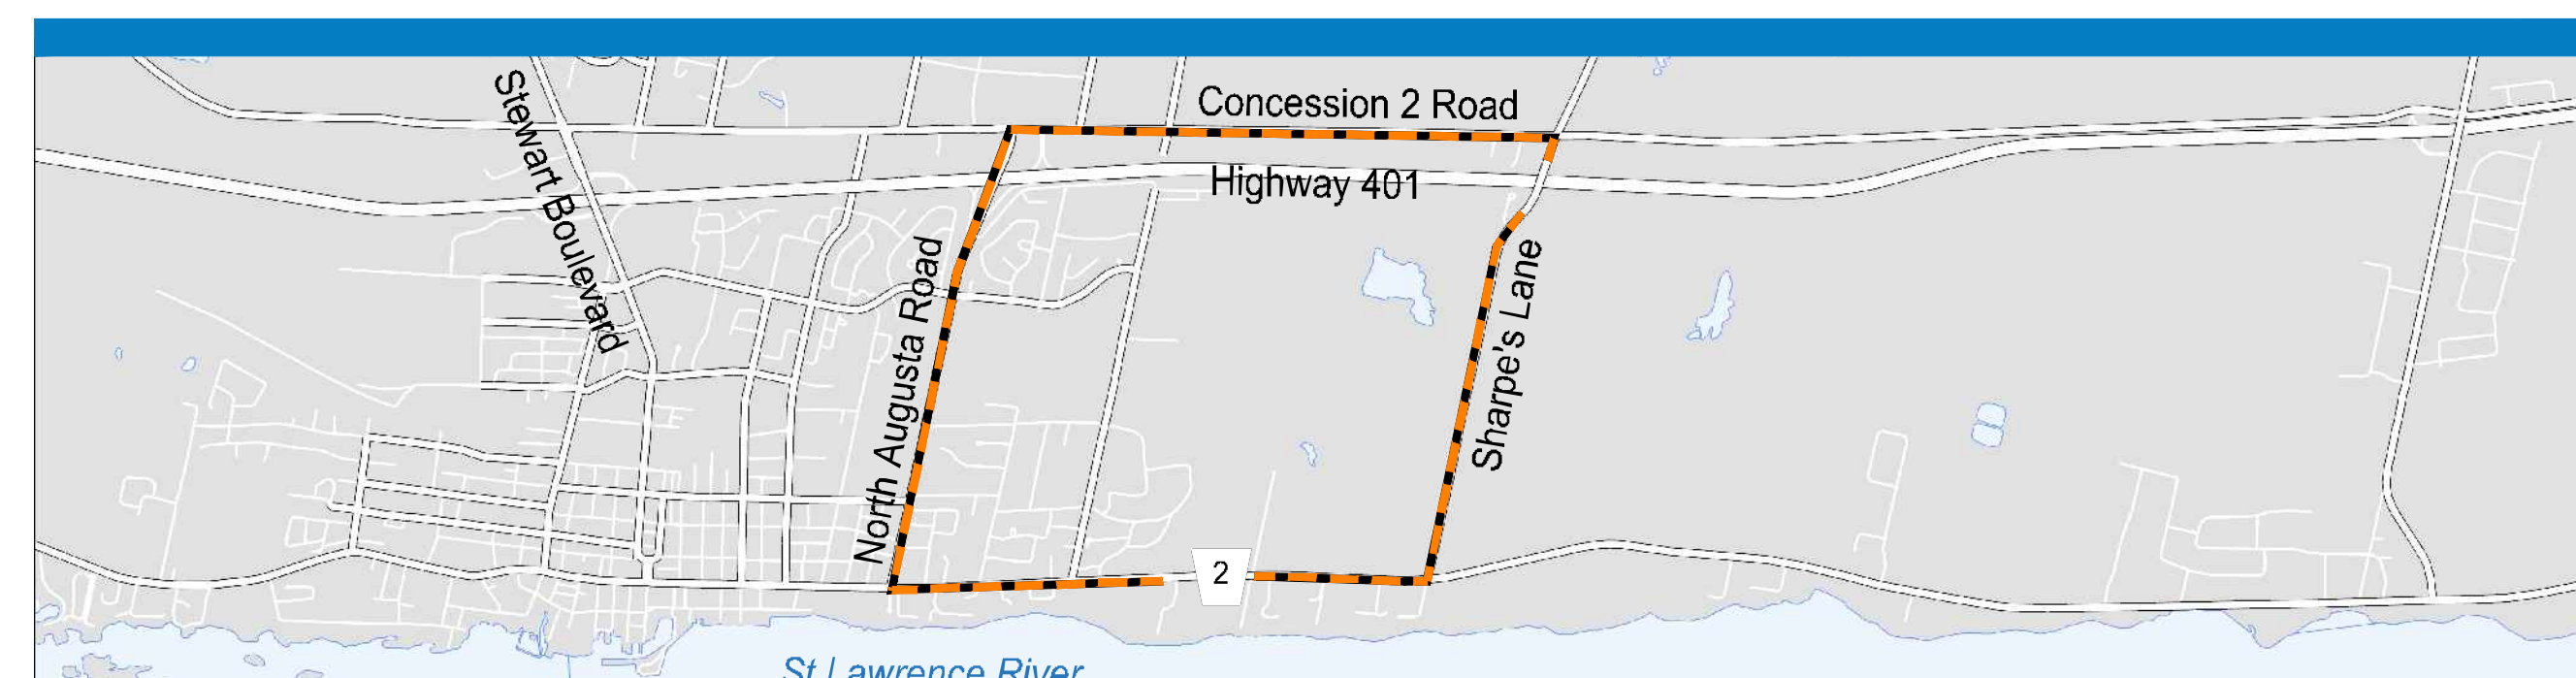 Stewart Boulevard
Concession 2 Road
Highway 401
North Augusta Road
Sharpe's Lane
2
St Lawrence River